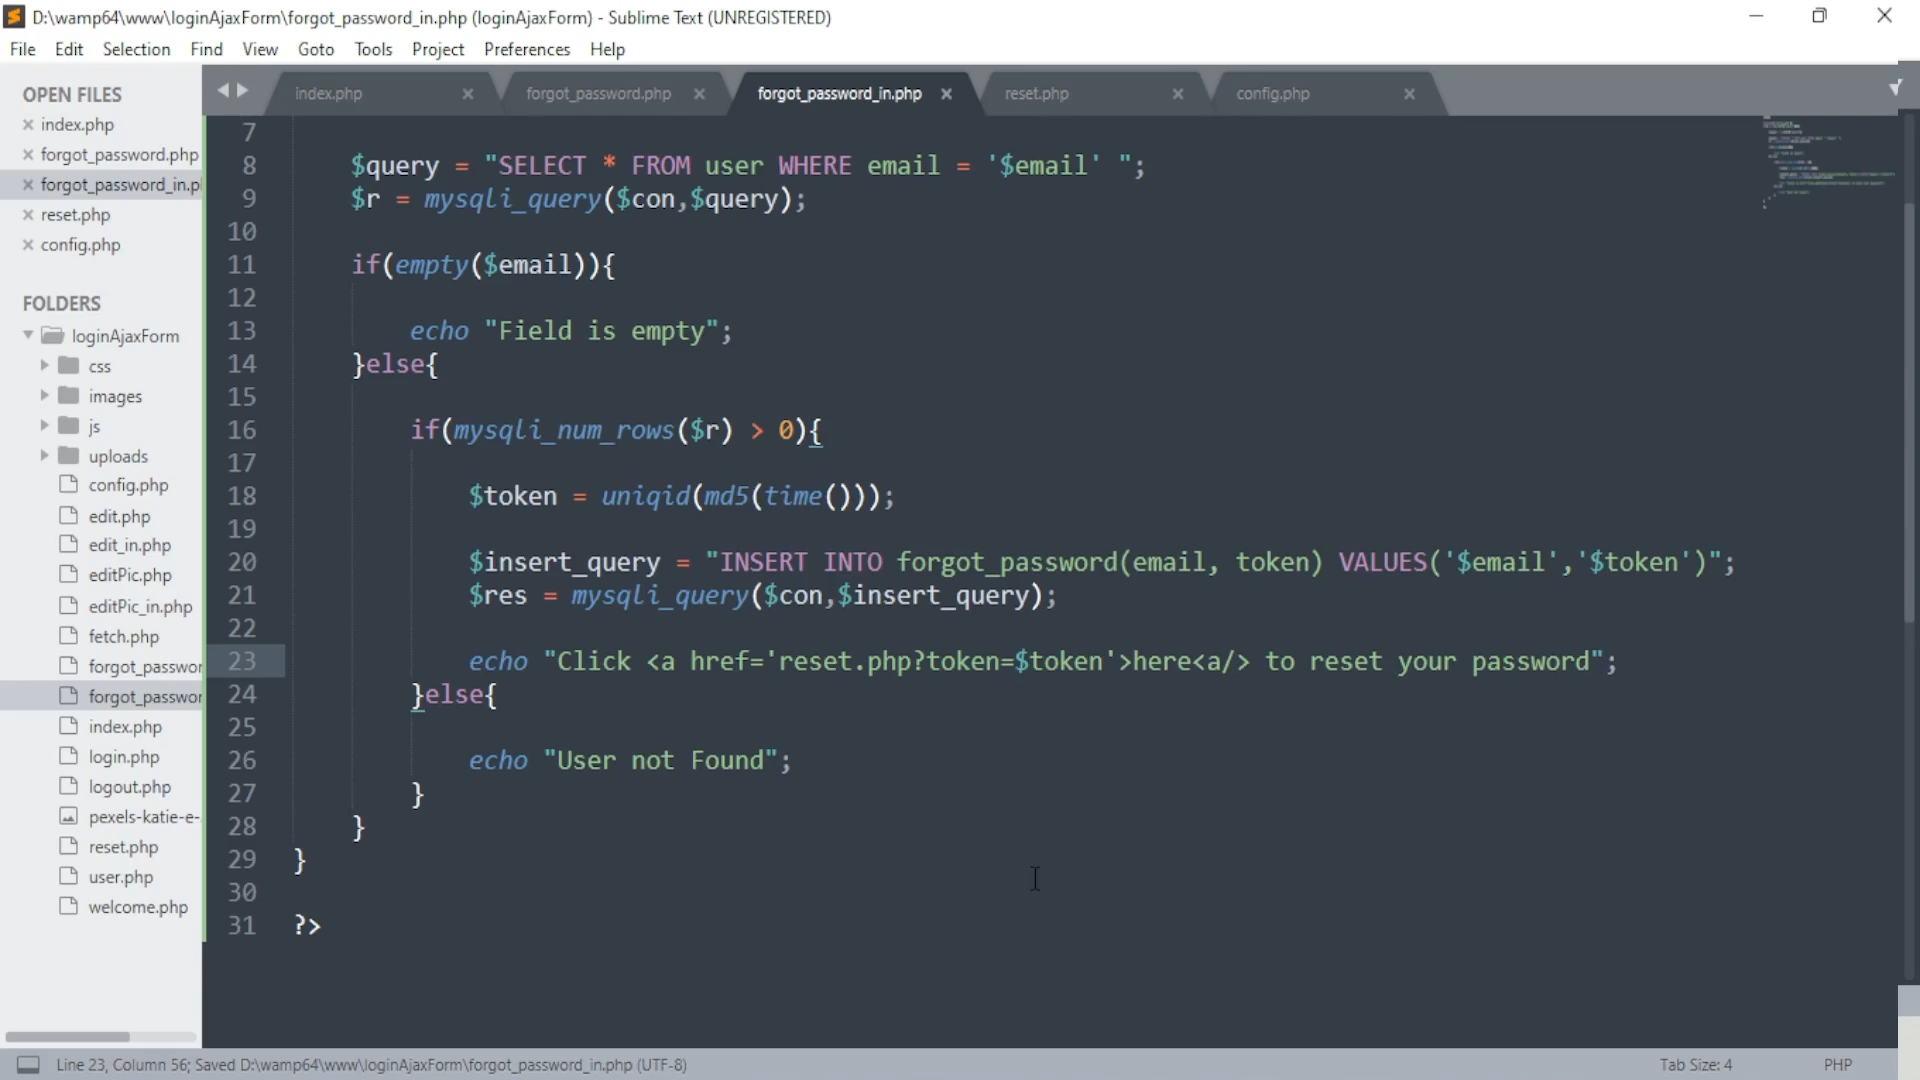 D:\wamp64\www\loginAjaxForm\forgot_password_in.php (loginAjaxForm) - Sublime Text (UNREGISTERED)
File Edit Selection Find View Goto Tools Project Preferences Help
OPEN FILES
index.php
forgot_password.php
forgot_password_in.pl
reset.php
config.php
FOLDERS
loginAjaxForm
css
images
js
uploads
config.php
edit.php
edit_in.php
editPic.php
editPic_in.php
fetch.php
forgot_passwor
forgot_passwor
index.php
login.php
logout.php
pexels-katie-e-
reset.php
user.php
welcome.php
index.php forgot_password.php forgot_password_in.php reset.php config.php
7
8 $query = "SELECT * FROM user WHERE email = '$email' ";
9 $r = mysqli_query($con,$query);
10
11 if(empty($email)){
12
13 echo "Field is empty";
14 }else{
15
16 if(mysqli_num_rows($r) > 0){
17
18 $token = uniqid(md5(time()));
19
20 $insert_query = "INSERT INTO forgot_password(email, token) VALUES('$email','$token')";
21 $res = mysqli_query($con,$insert_query);
22
23 echo "Click <a href='reset.php?token=$token'>here<a/> to reset your password";
24 }else{
25
26 echo "User not Found";
27 }
28 }
29 }
30
31 ?>
Line 23, Column 56; Saved D:\wamp64\www\loginAjaxForm\forgot_password_in.php (UTF-8) Tab Size: 4 PHP